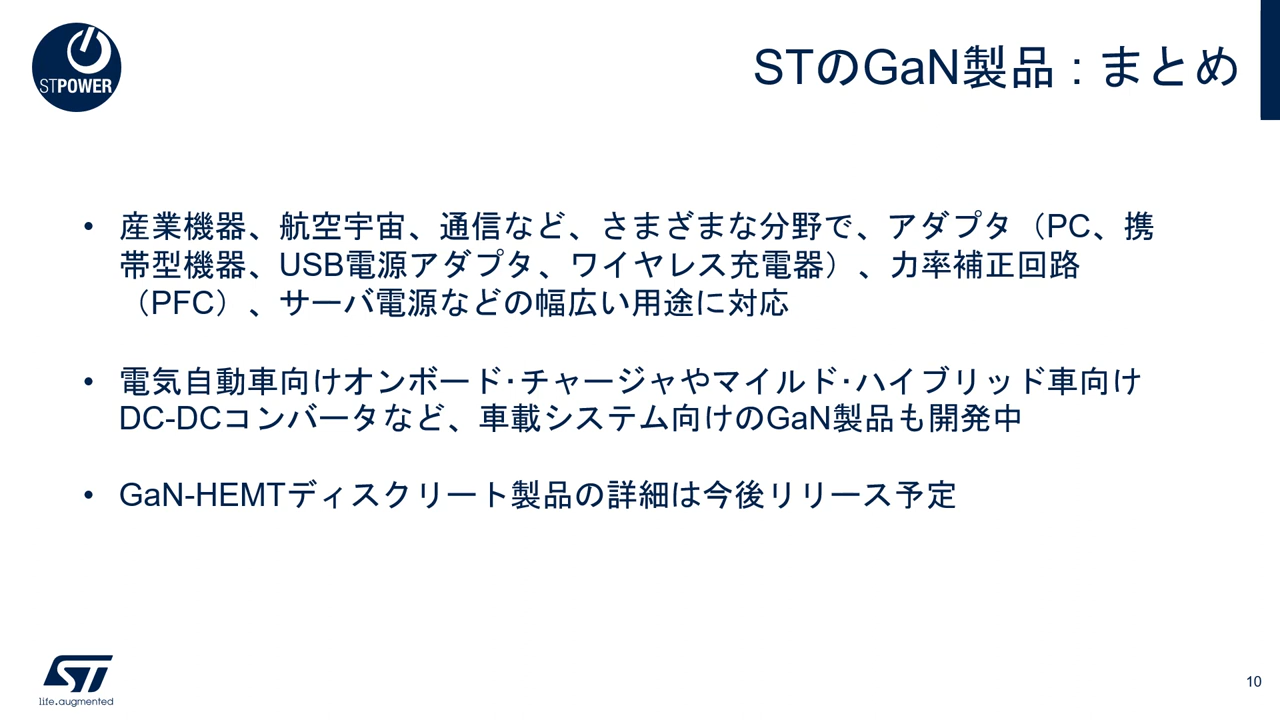 STPOWER
STのGaN製品：まとめ
• 産業機器、航空宇宙、通信など、さまざまな分野で、アダプタ（PC、携
帯型機器、USB電源アダプタ、ワイヤレス充電器）、力率補正回路
（PFC）、サーバ電源などの幅広い用途に対応
• 電気自動車向けオンボード･チャージャやマイルド･ハイブリッド車向け
DC-DCコンバータなど、車載システム向けのGaN製品も開発中
• GaN-HEMTディスクリート製品の詳細は今後リリース予定
ST
life.augmented
10